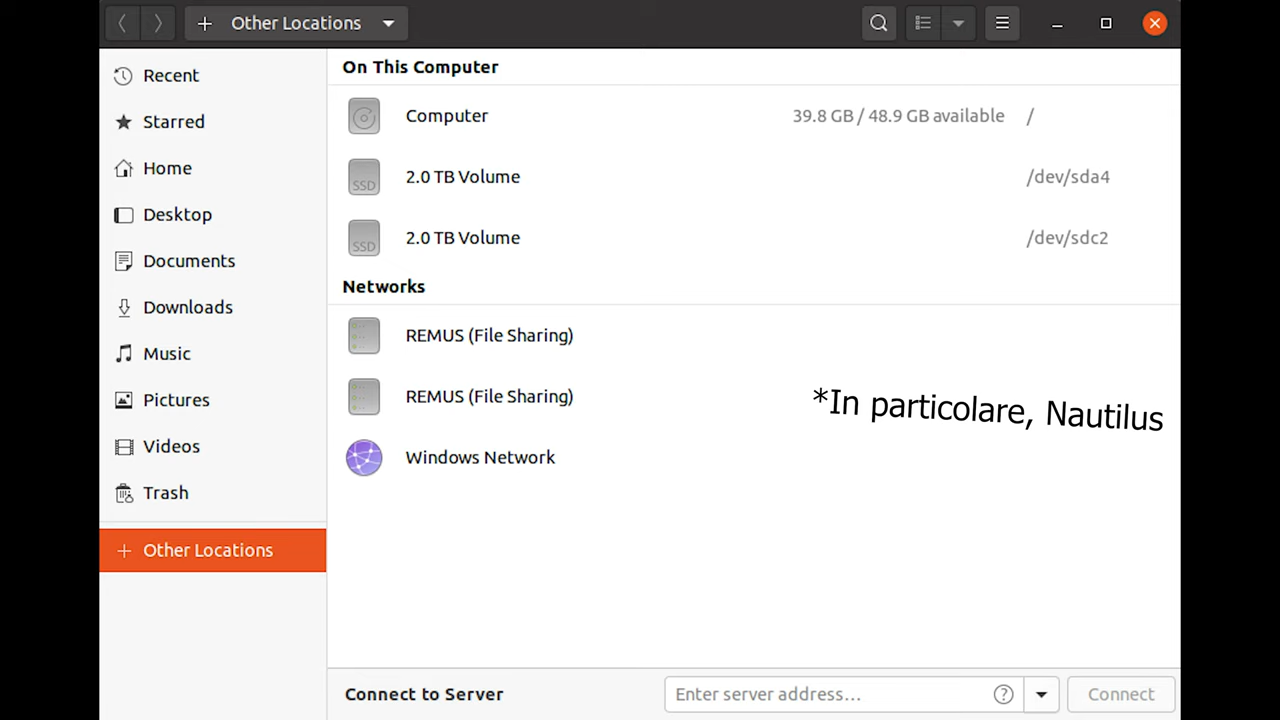 Other Locations
Recent
Starred
Home
Desktop
Documents
Downloads
Music
Pictures
Videos
Trash
Other Locations
On This Computer
Computer 39.8 GB / 48.9 GB available /
SSD 2.0 TB Volume /dev/sda4
SSD 2.0 TB Volume /dev/sdc2
Networks
REMUS (File Sharing)
REMUS (File Sharing)
Windows Network
*In particolare, Nautilus
Connect to Server Enter server address... Connect